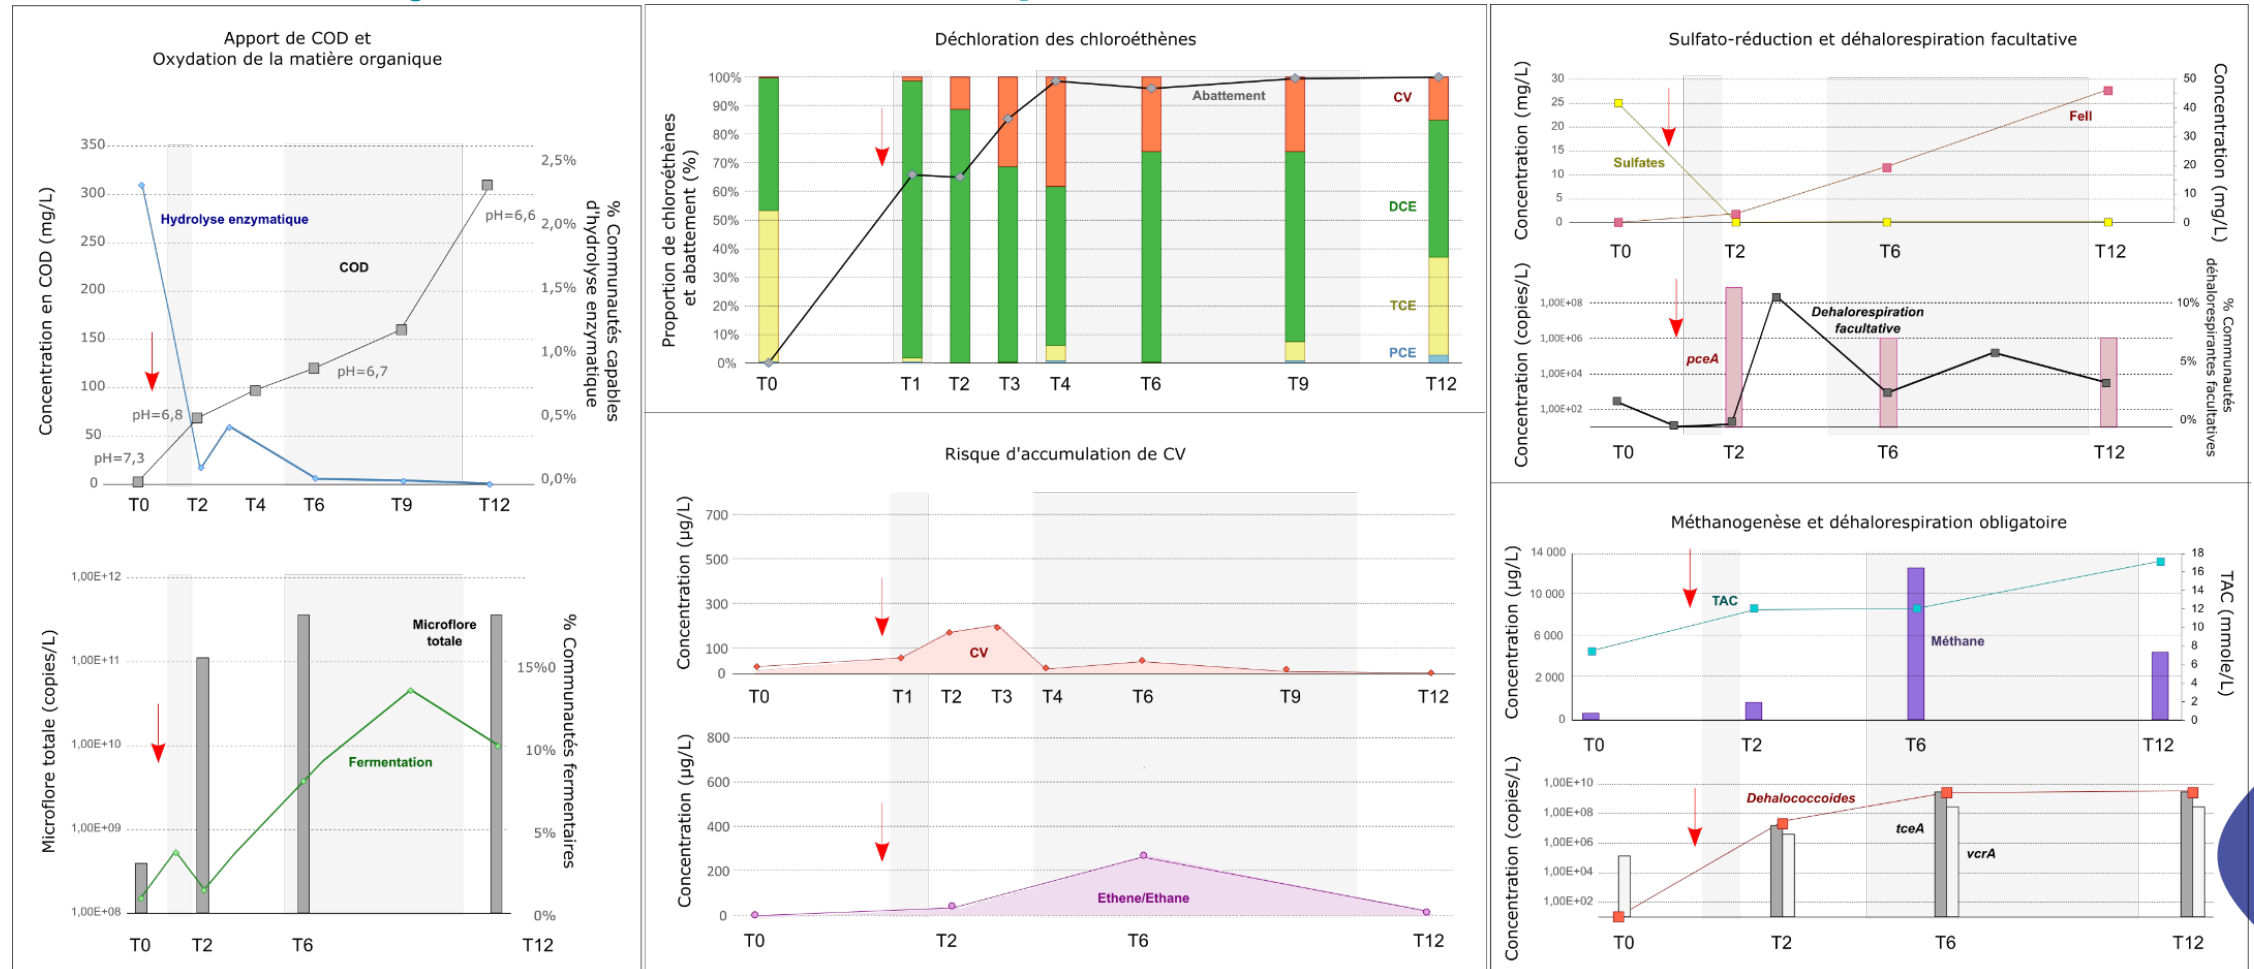 Apport de COD et
Oxydation de la matière organique
Concentration en COD (mg/L)
350
300
250
200
150
100
50
0
2,5%
2,0%
1,5%
1,0%
0,5%
0,0%
% Communautés capables
d'hydrolyse enzymatique
Hydrolyse enzymatique
COD
pH=7,3
pH=6,8
pH=6,7
pH=6,6
T0 T2 T4 T6 T9 T12
Microflore totale (copies/L)
1,00E+12
1,00E+11
1,00E+10
1,00E+09
1,00E+08
15%0
10%
5%
0%
% Communautés fermentaires
Microflore
totale
Fermentation
T0 T2 T6 T12
Déchloration des chloroéthènes
Proportion de chloroéthènes
et abattement (%)
100%
90%
80%
70%
60%
50%
40%
30%
20%
10%
0%
Abattement
CV
DCE
TCE
PCE
T0 T1 T2 T3 T4 T6 T9 T12
Risque d'accumulation de CV
Concentration (µg/L)
700
500
300
100
0
CV
T0 T1 T2 T3 T4 T6 T9 T12
Concentration (µg/L)
800
600
400
200
0
Ethene/Ethane
T0 T2 T6 T12
Sulfato-réduction et déhalorespiration facultative
Concentration (mg/L)
30
25
20
15
10
5
0
50
40
30
20
10
0
Concentration (mg/L)
Sulfates
FeII
T0 T2 T6 T12
Concentration (copies/L)
1,00E+08
1,00E+06
1,00E+04
1,00E+02
10%
5%
0%
% Communautés
déhalorespirantes facultatives
pceA
Dehalorespiration
facultative
T0 T2 T6 T12
Méthanogenèse et déhalorespiration obligatoire
Concentration (µg/L)
14 000
10 000
6 000
2 000
0
18
16
14
12
10
8
6
4
2
0
TAC (mmole/L)
TAC
Méthane
T0 T2 T6 T12
Concentration (copies/L)
1,00E+10
1,00E+08
1,00E+06
1,00E+04
1,00E+02
Dehalococcoides
tceA
vcrA
T0 T2 T6 T12